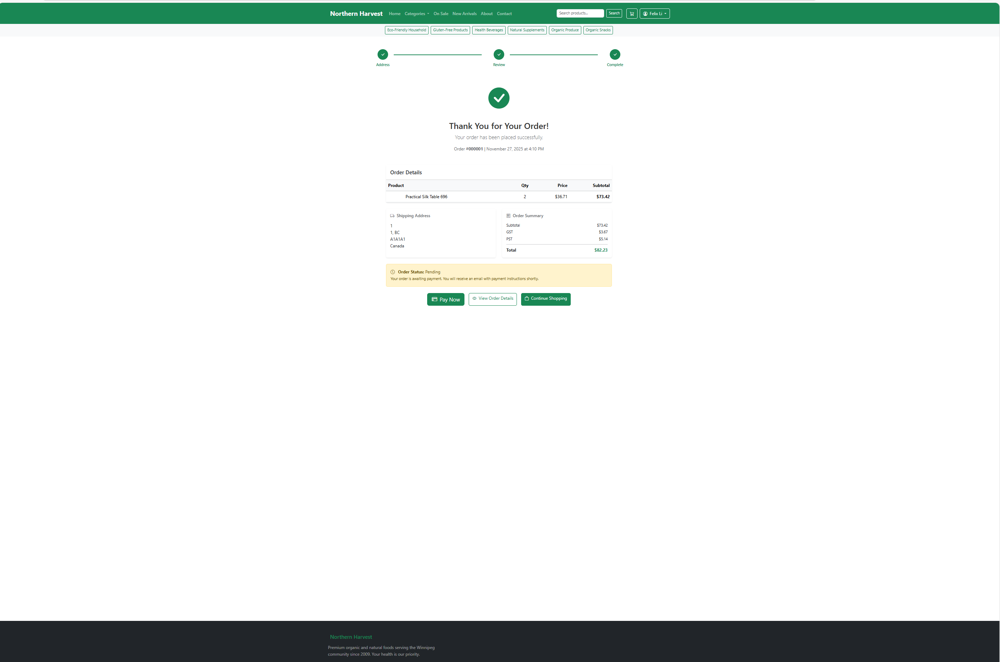 Northern Harvest Home Categories On Sale New Arrivals About Contact Search products... Search Felix Li
Eco-Friendly Household Gluten-Free Products Health Beverages Natural Supplements Organic Produce Organic Snacks
Address Review Complete
Thank You for Your Order!
Your order has been placed successfully.
Order #000001 | November 27, 2025 at 4:10 PM
Order Details
Product Qty Price Subtotal
Practical Silk Table 696 2 $36.71 $73.42
Shipping Address
1
1, BC
A1A1A1
Canada
Order Summary
Subtotal $73.42
GST $3.67
PST $5.14
Total $82.23
Order Status: Pending
Your order is awaiting payment. You will receive an email with payment instructions shortly.
Pay Now View Order Details Continue Shopping
Northern Harvest
Premium organic and natural foods serving the Winnipeg
community since 2009. Your health is our priority.